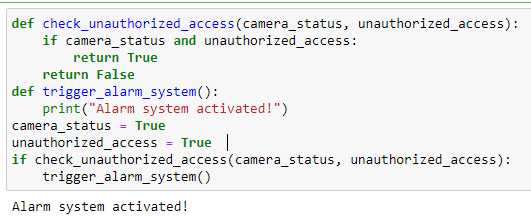 def check_unauthorized_access(camera_status, unauthorized_access):
    if camera_status and unauthorized_access:
        return True
    return False
def trigger_alarm_system():
    print("Alarm system activated!")
camera_status = True
unauthorized_access = True
if check_unauthorized_access(camera_status, unauthorized_access):
    trigger_alarm_system()
Alarm system activated!